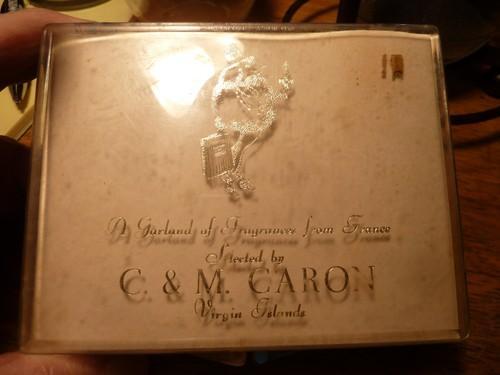 A Garland of Fragrances from France
Selected by
C. & M. CARON
Virgin Islands